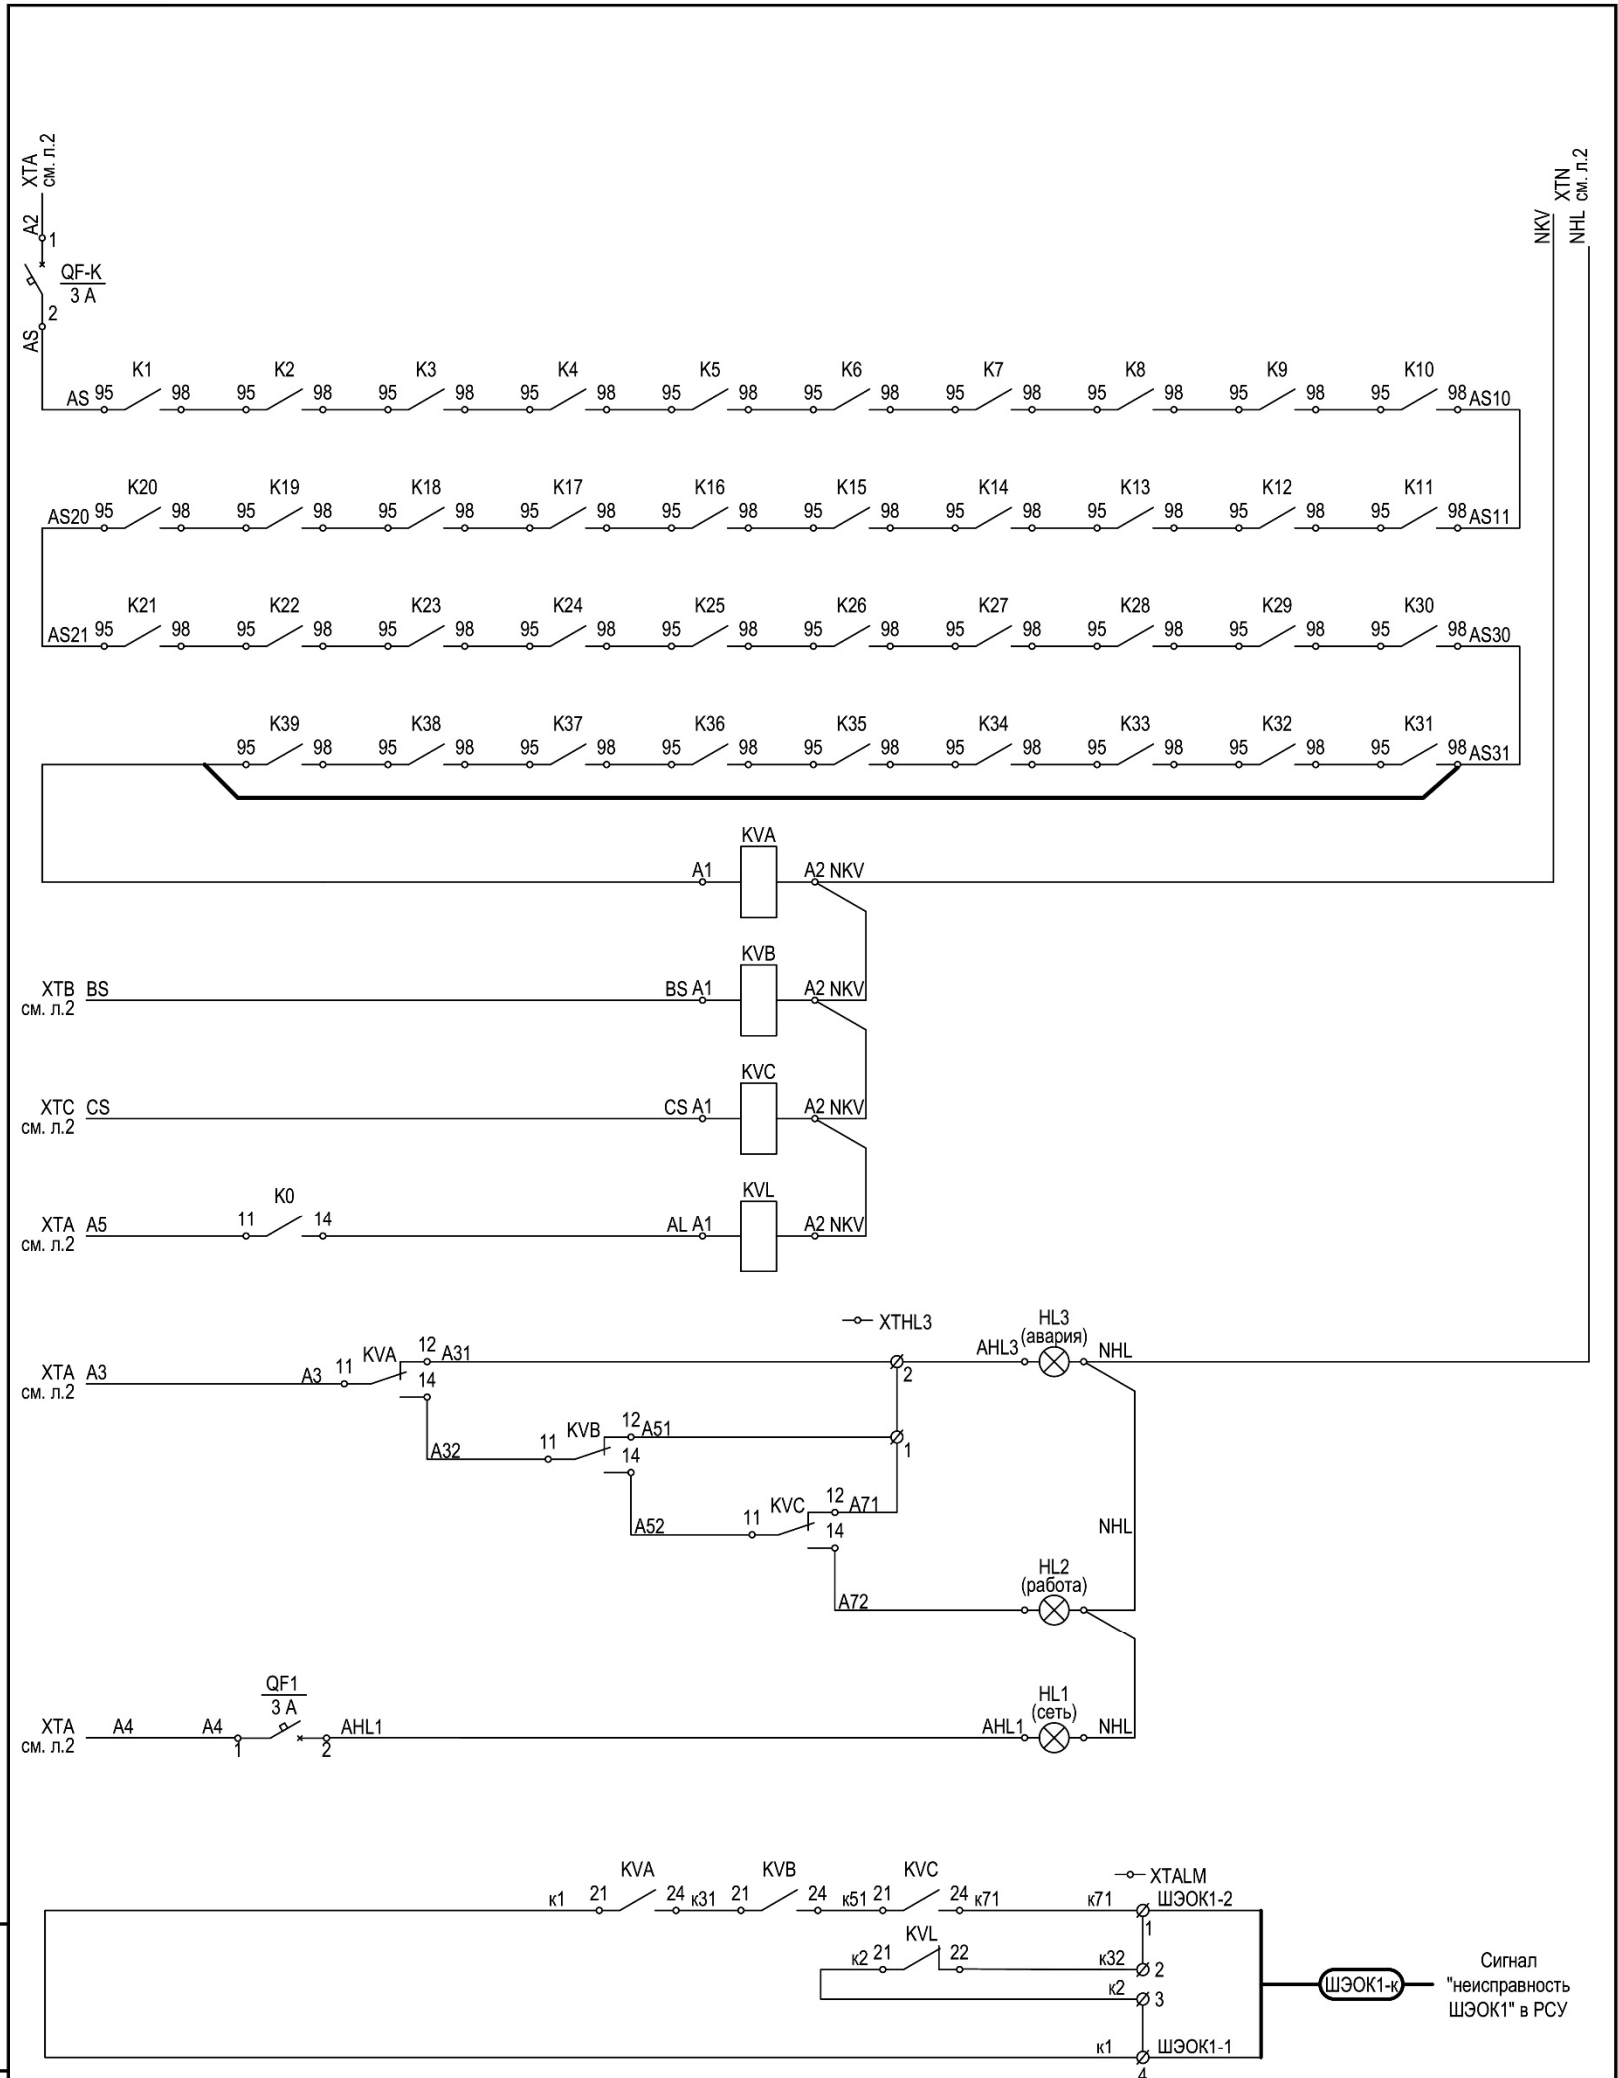 XTA
см. л.2
A2
1
QF-K
3 A
2
AS
XTN
см. л.2
NKV
NHL
K1 K2 K3 K4 K5 K6 K7 K8 K9 K10
AS 95 98 95 98 95 98 95 98 95 98 95 98 95 98 95 98 95 98 95 98 AS10
K20 K19 K18 K17 K16 K15 K14 K13 K12 K11
AS20 95 98 95 98 95 98 95 98 95 98 95 98 95 98 95 98 95 98 95 98 AS11
K21 K22 K23 K24 K25 K26 K27 K28 K29 K30
AS21 95 98 95 98 95 98 95 98 95 98 95 98 95 98 95 98 95 98 95 98 AS30
K39 K38 K37 K36 K35 K34 K33 K32 K31
95 98 95 98 95 98 95 98 95 98 95 98 95 98 95 98 95 98 AS31
KVA
A1 A2 NKV
KVB
XTB BS BS A1 A2 NKV
см. л.2
KVC
XTC CS CS A1 A2 NKV
см. л.2
K0 KVL
XTA A5 11 14 AL A1 A2 NKV
см. л.2
XTHL3
HL3
(авария)
XTA A3 A3 11 KVA 12 A31 2 AHL3 NHL
см. л.2
14
A32 11 KVB 12 A51 1
14
A52 11 KVC 12 A71 NHL
14
HL2
(работа)
A72
QF1
3 A
HL1
(сеть)
XTA A4 A4 1 2 AHL1 AHL1 NHL
см. л.2
KVA KVB KVC XTALM
к1 21 24 к31 21 24 к51 21 24 к71 к71 1 ШЭОК1-2
KVL
к2 21 22 к32 2
к2 3
к1 4 ШЭОК1-1
ШЭОК1-к
Сигнал
"неисправность
ШЭОК1" в РСУ